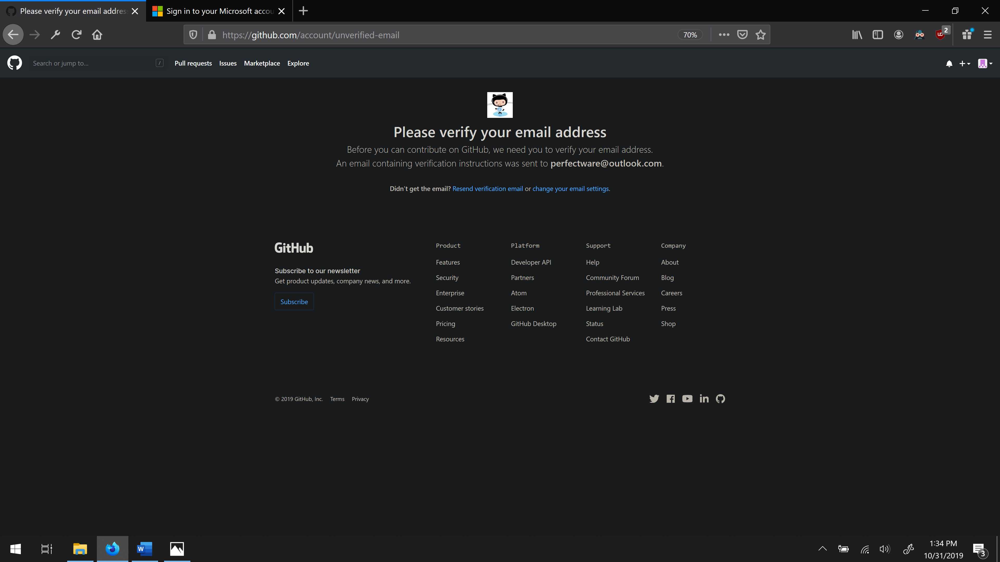 Please verify your email addres
Sign in to your Microsoft accou
https://github.com/account/unverified-email
70%
2
Search or jump to...
/
Pull requests
Issues
Marketplace
Explore
Please verify your email address
Before you can contribute on GitHub, we need you to verify your email address.
An email containing verification instructions was sent to perfectware@outlook.com.
Didn’t get the email? Resend verification email or change your email settings.
GitHub
Subscribe to our newsletter
Get product updates, company news, and more.
Subscribe
Product
Features
Security
Enterprise
Customer stories
Pricing
Resources
Platform
Developer API
Partners
Atom
Electron
GitHub Desktop
Support
Help
Community Forum
Professional Services
Learning Lab
Status
Contact GitHub
Company
About
Blog
Careers
Press
Shop
© 2019 GitHub, Inc.
Terms
Privacy
1:34 PM
10/31/2019
3